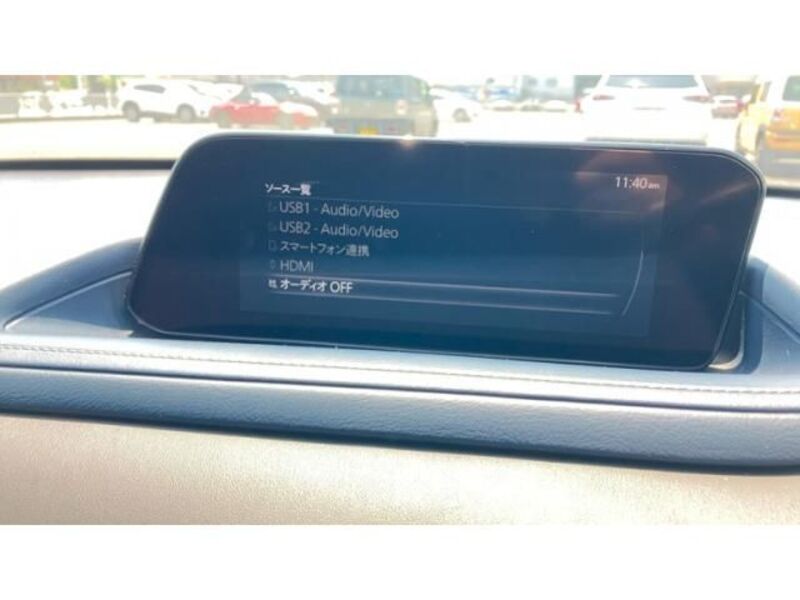 ソース一覧
11:40am
USB1 - Audio/Video
USB2 - Audio/Video
スマートフォン連携
HDMI
オーディオ OFF